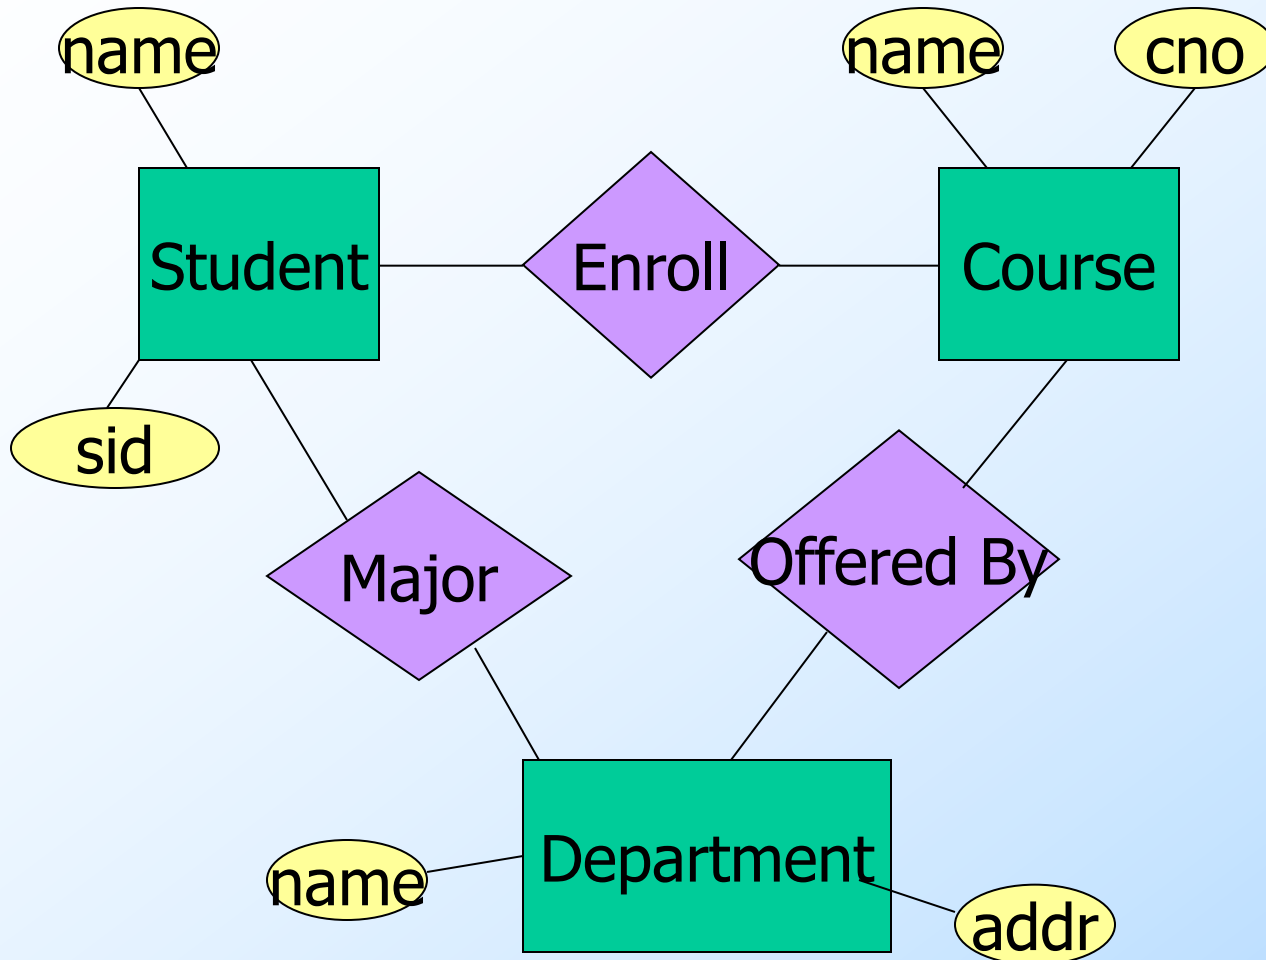 name
name
cno
Student
Enroll
Course
sid
Major
Offered By
Department
name
addr